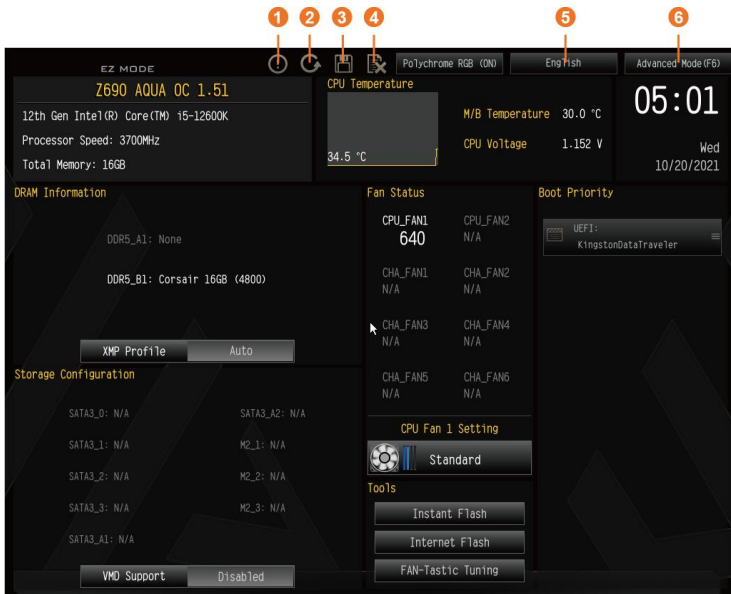 1 2 3 4 5 6
EZ MODE
Polychrome RGB (ON)
English
Advanced Mode(F6)
Z690 AQUA OC 1.51
12th Gen Intel(R) Core(TM) i5-12600K
Processor Speed: 3700MHz
Total Memory: 16GB
CPU Temperature
34.5 °C
M/B Temperature 30.0 °C
CPU Voltage 1.152 V
05:01
Wed
10/20/2021
DRAM Information
DDR5_A1: None
DDR5_B1: Corsair 16GB (4800)
XMP Profile Auto
Storage Configuration
SATA3_0: N/A SATA3_A2: N/A
SATA3_1: N/A M2_1: N/A
SATA3_2: N/A M2_2: N/A
SATA3_3: N/A M2_3: N/A
SATA3_A1: N/A
VMD Support Disabled
Fan Status
CPU_FAN1 CPU_FAN2
640 N/A
CHA_FAN1 CHA_FAN2
N/A N/A
CHA_FAN3 CHA_FAN4
N/A N/A
CHA_FAN5 CHA_FAN6
N/A N/A
CPU Fan 1 Setting
Standard
Tools
Instant Flash
Internet Flash
FAN-Tastic Tuning
Boot Priority
UEFI:
KingstonDataTraveler